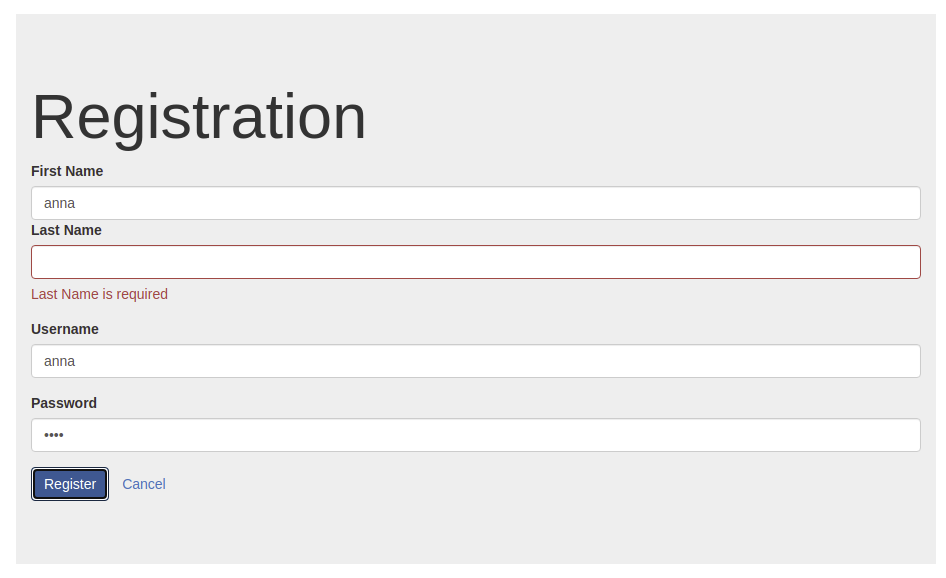 Registration
First Name
anna
Last Name
Last Name is required
Username
anna
Password
••••
Register Cancel